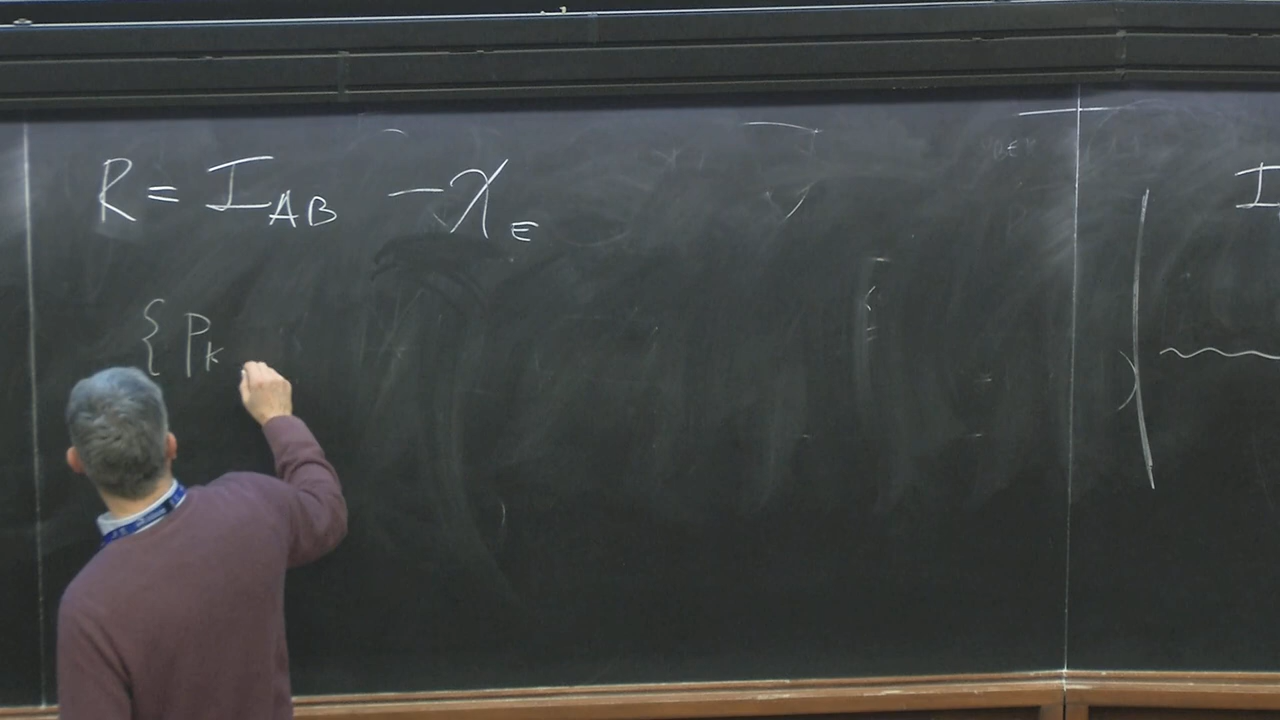 R = I_AB - χ_E
{ P_k
I